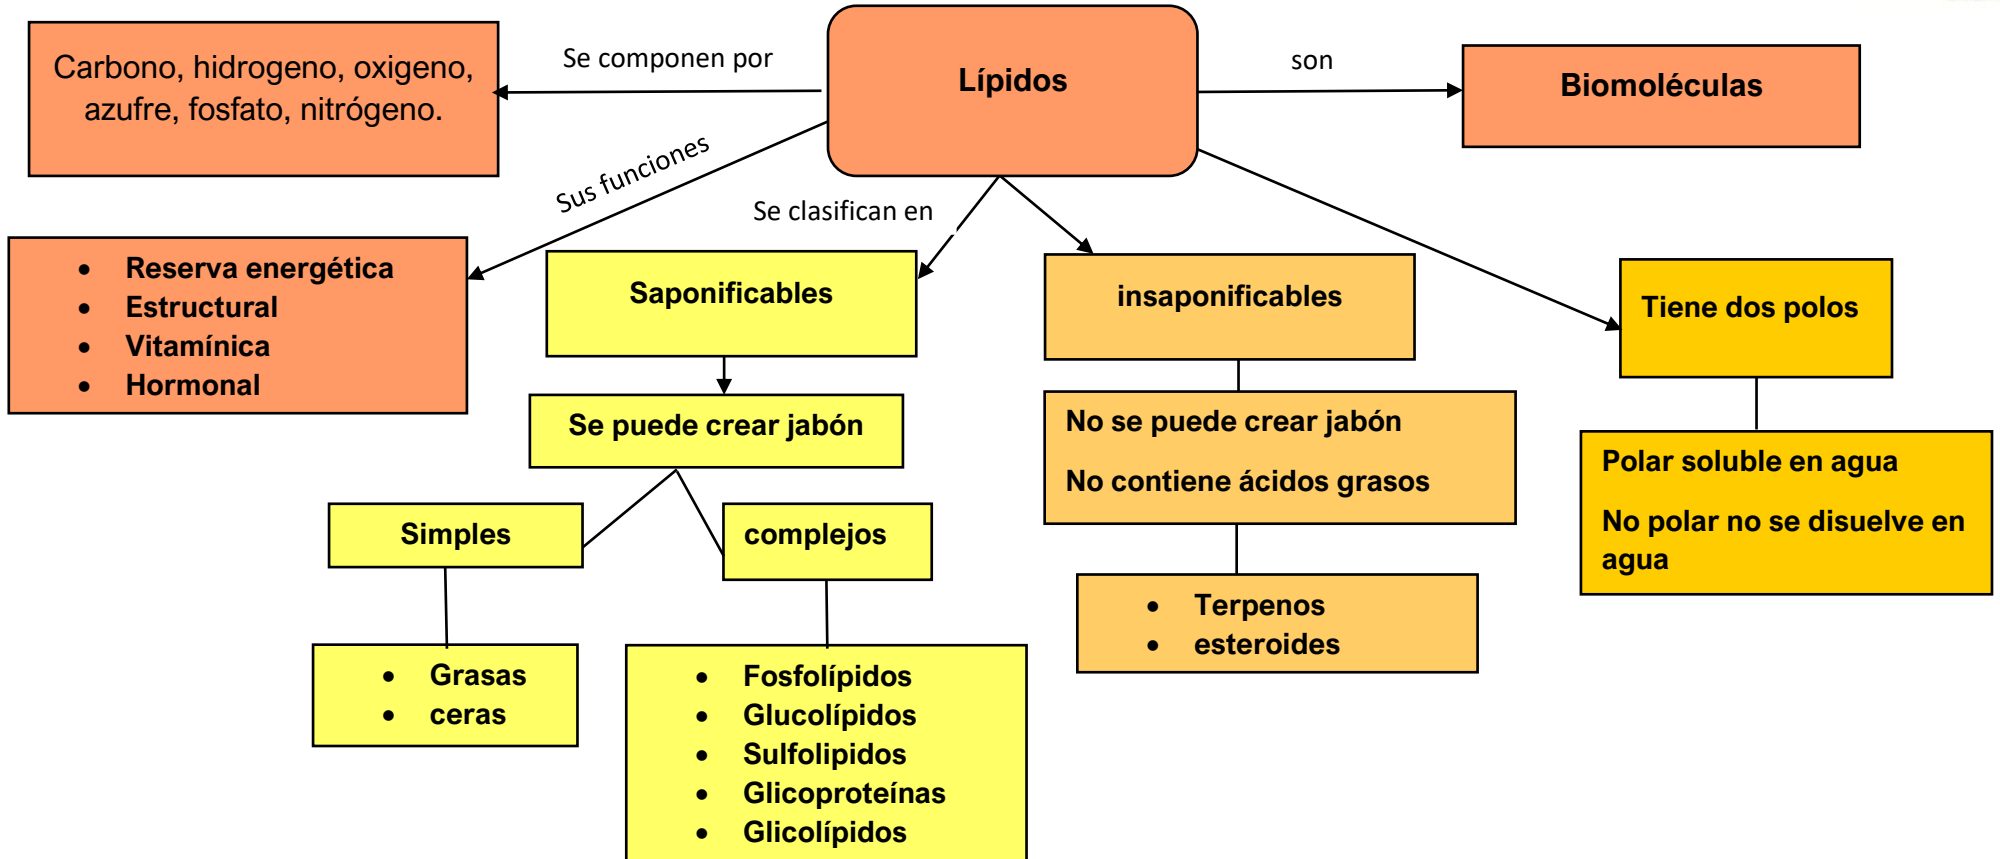 Se componen por
Lípidos
son
Carbono, hidrogeno, oxigeno,
azufre, fosfato, nitrógeno.
Biomoléculas
Sus funciones
Se clasifican en
• Reserva energética
• Estructural
• Vitamínica
• Hormonal
Saponificables
insaponificables
Tiene dos polos
Se puede crear jabón
No se puede crear jabón
No contiene ácidos grasos
Polar soluble en agua
No polar no se disuelve en
agua
Simples
complejos
• Grasas
• ceras
• Fosfolípidos
• Glucolípidos
• Sulfolipidos
• Glicoproteínas
• Glicolípidos
• Terpenos
• esteroides